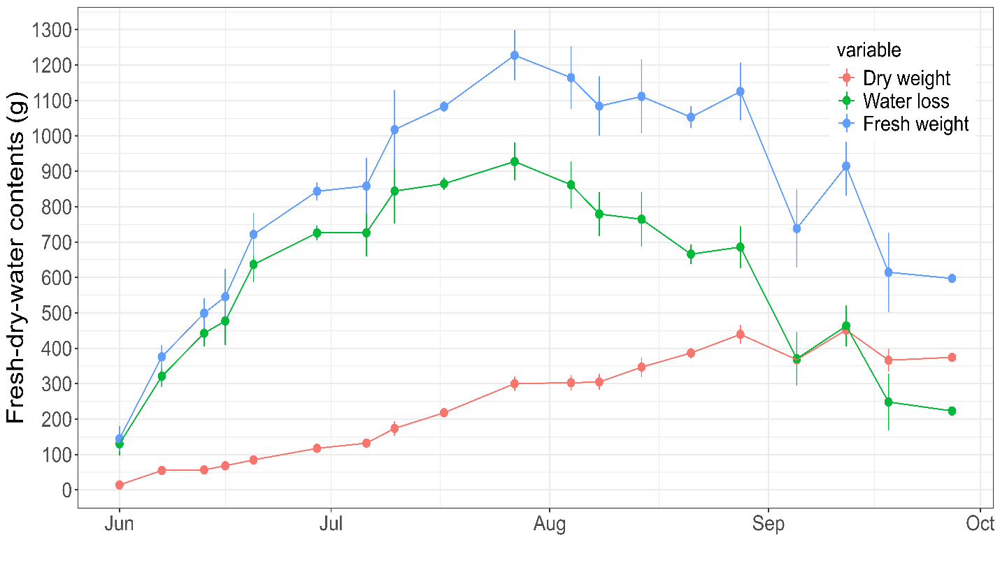 Fresh-dry-water contents (g)
1300
1200
1100
1000
900
800
700
600
500
400
300
200
100
0
variable
Dry weight
Water loss
Fresh weight
Jun Jul Aug Sep Oct